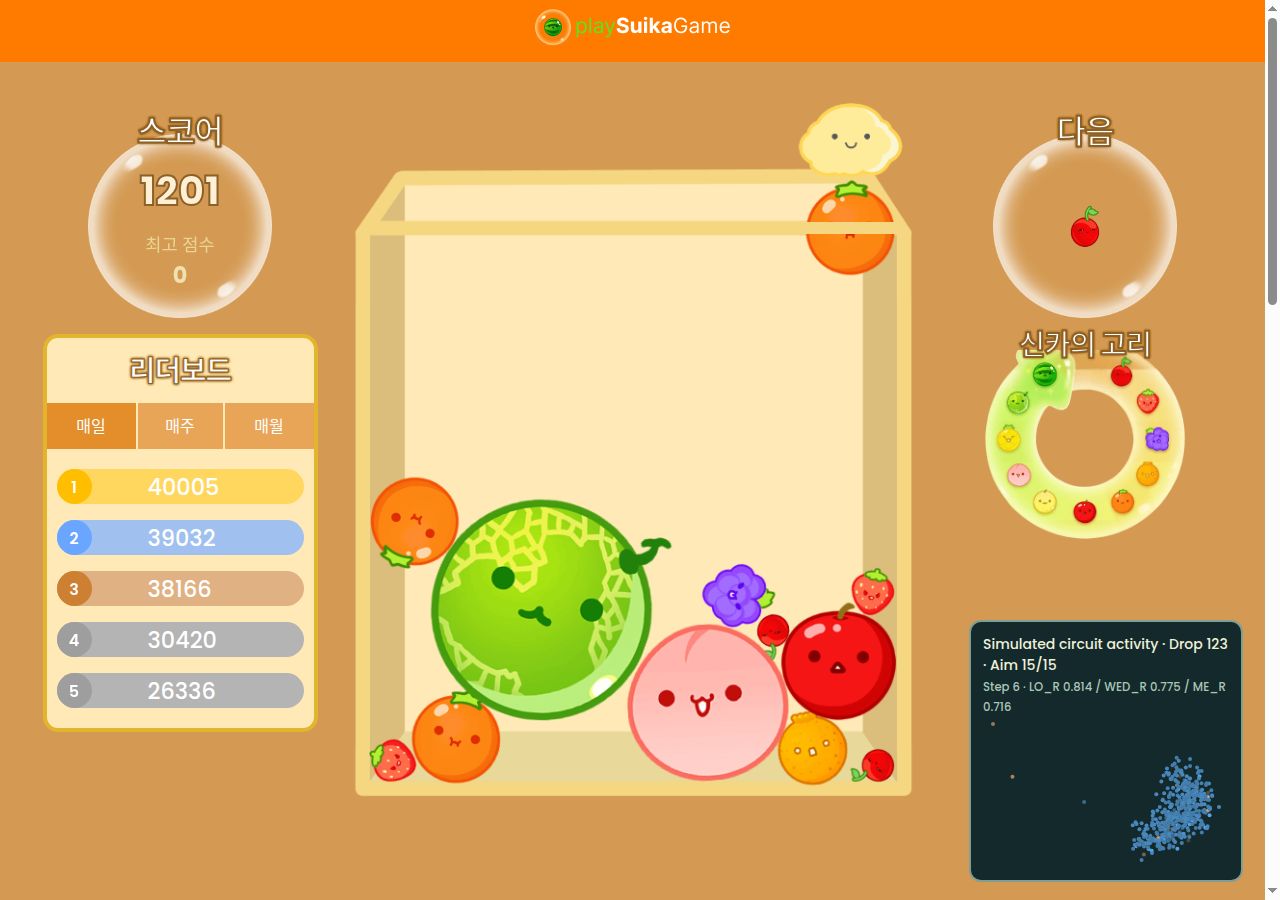 playSuikaGame
스코어
1201
최고 점수
0
다음
신카의 고리
리더보드
매일 매주 매월
1 40005
2 39032
3 38166
4 30420
5 26336
Simulated circuit activity · Drop 123
· Aim 15/15
Step 6 · LO_R 0.814 / WED_R 0.775 / ME_R
0.716